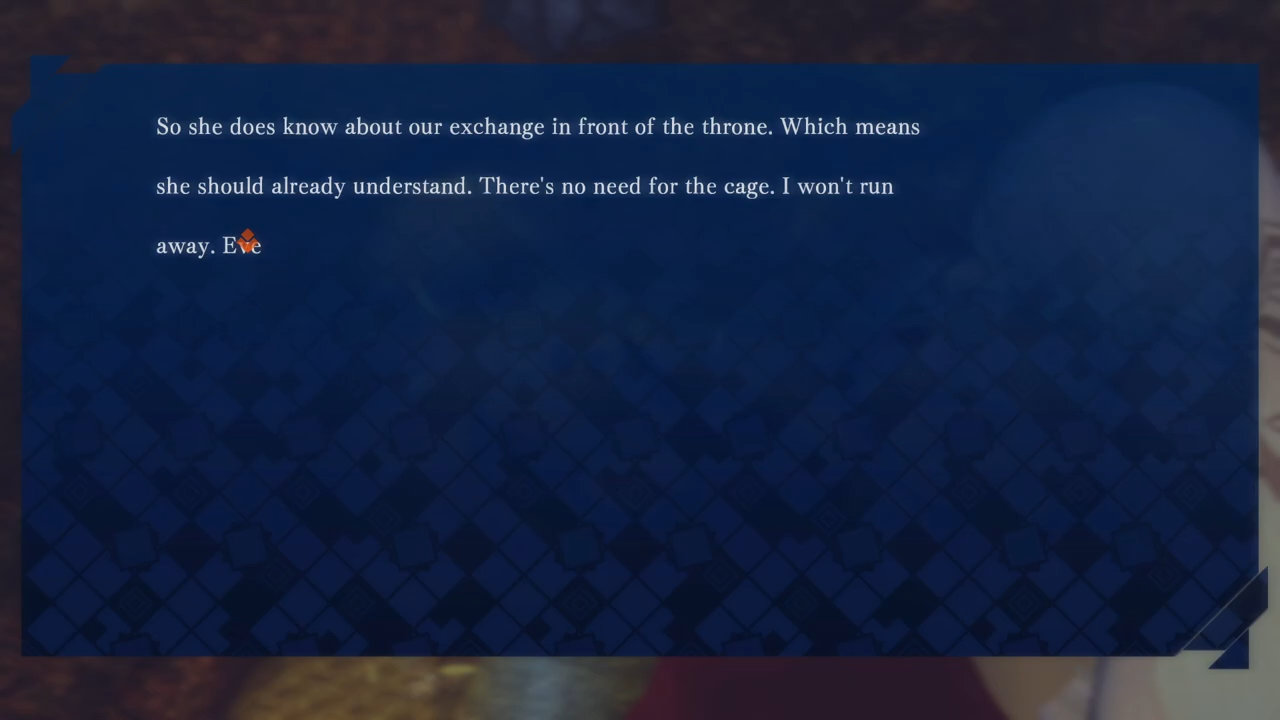 So she does know about our exchange in front of the throne. Which means
she should already understand. There's no need for the cage. I won't run
away. Eve